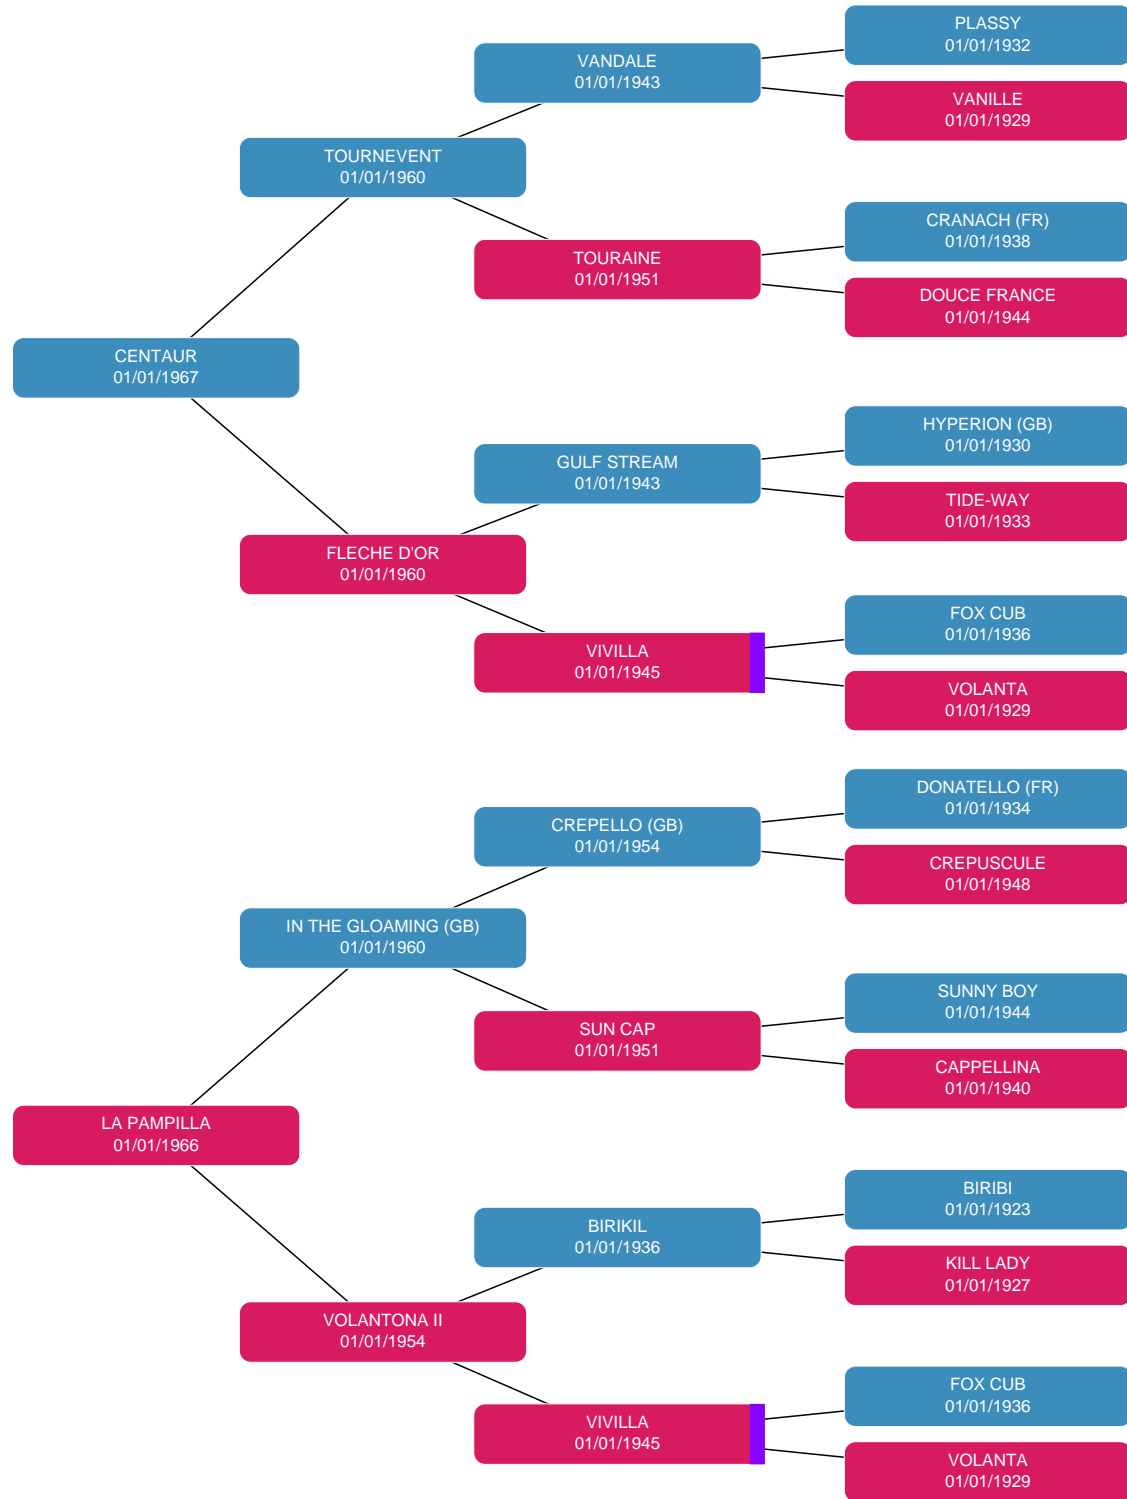 PLASSY
01/01/1932
VANDALE
01/01/1943
VANILLE
01/01/1929
TOURNEVENT
01/01/1960
CRANACH (FR)
01/01/1938
TOURAINE
01/01/1951
DOUCE FRANCE
01/01/1944
CENTAUR
01/01/1967
HYPERION (GB)
01/01/1930
GULF STREAM
01/01/1943
TIDE-WAY
01/01/1933
FLECHE D'OR
01/01/1960
FOX CUB
01/01/1936
VIVILLA
01/01/1945
VOLANTA
01/01/1929
DONATELLO (FR)
01/01/1934
CREPELLO (GB)
01/01/1954
CREPUSCULE
01/01/1948
IN THE GLOAMING (GB)
01/01/1960
SUNNY BOY
01/01/1944
SUN CAP
01/01/1951
CAPPELLINA
01/01/1940
LA PAMPILLA
01/01/1966
BIRIBI
01/01/1923
BIRIKIL
01/01/1936
KILL LADY
01/01/1927
VOLANTONA II
01/01/1954
FOX CUB
01/01/1936
VIVILLA
01/01/1945
VOLANTA
01/01/1929